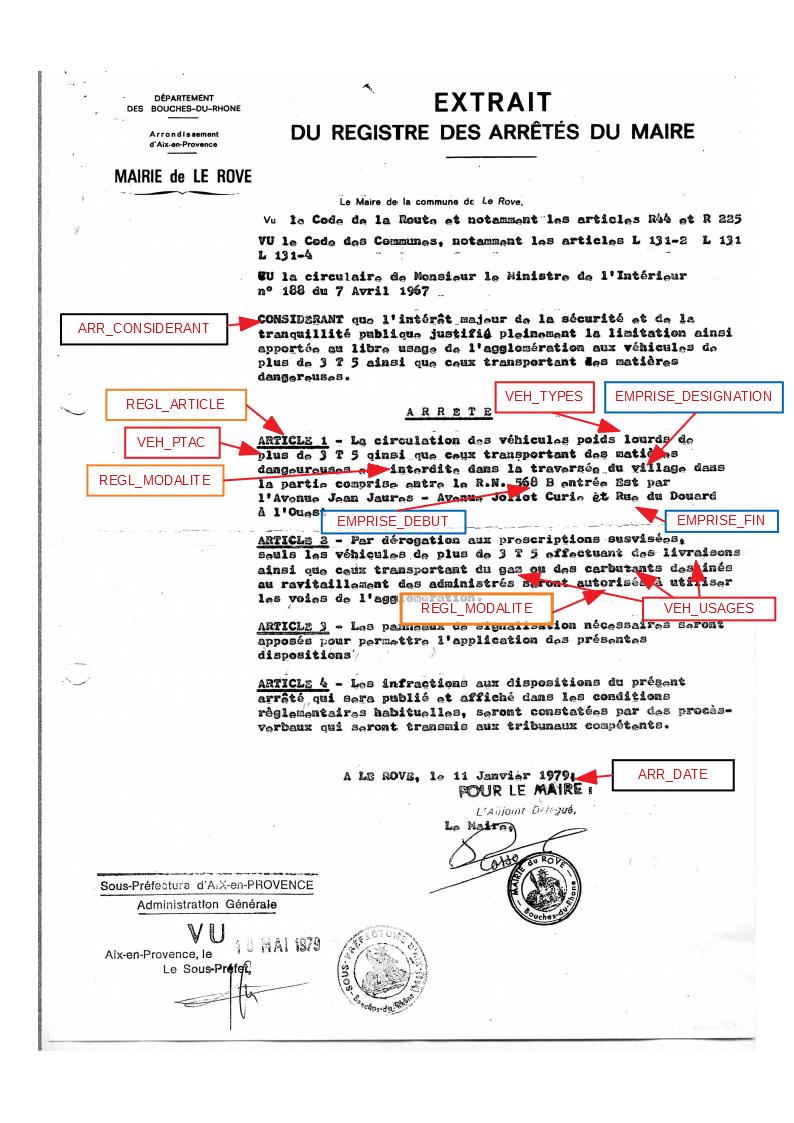 DÉPARTEMENT
DES BOUCHES-DU-RHONE
Arrondissement
d'Aix-en-Provence
MAIRIE de LE ROVE
EXTRAIT
DU REGISTRE DES ARRÊTÉS DU MAIRE
Le Maire de la commune de Le Rove,
Vu le Code de la Route et notamment les articles R44 et R 225
VU le Code des Communes, notamment les articles L 131-2 L 131
L 131-4
VU la circulaire de Monsieur le Ministre de l'Intérieur
n° 188 du 7 Avril 1967
ARR_CONSIDERANT
CONSIDERANT que l'intérêt majeur de la sécurité et de la
tranquillité publique justifié pleinement la limitation ainsi
apportée au libre usage de l'agglomération aux véhicules de
plus de 3 T 5 ainsi que ceux transportant des matières
dangereuses.
VEH_TYPES
EMPRISE_DESIGNATION
REGL_ARTICLE
A R R E T E
VEH_PTAC
ARTICLE 1 - La circulation des véhicules poids lourds de
plus de 3 T 5 ainsi que ceux transportant des matières
REGL_MODALITE
dangeureuses interdite dans la traversée du village dans
la partie comprise entre le R.N. 568 B entrée Est par
l'Avenue Jean Jaures - Avenue Joliot Curie et Rue du Douard
à l'Ouest
EMPRISE_DEBUT
EMPRISE_FIN
ARTICLE 2 - Par dérogation aux prescriptions susvisées,
seuls les véhicules de plus de 3 T 5 effectuant des livraisons
ainsi que ceux transportant du gaz ou des carbutants destinés
au ravitaillement des administrés seront autorisés à utiliser
les voies de l'agglomération.
REGL_MODALITE
VEH_USAGES
ARTICLE 3 - Les panneaux de signalisation nécessaires seront
apposés pour permettre l'application des présentes
dispositions
ARTICLE 4 - Les infractions aux dispositions du présent
arrêté qui sera publié et affiché dans les conditions
règlementaires habituelles, seront constatées par des procès-
verbaux qui seront transmis aux tribunaux compétents.
A LE ROVE, le 11 Janvier 1979.
ARR_DATE
POUR LE MAIRE :
L'Adjoint Délégué,
Le Maire,
MAIRIE du ROVE
Bouches-du-Rhone
Sous-Préfecture d'AIX-en-PROVENCE
Administration Générale
VU
Aix-en-Provence, le 10 MAI 1979
Le Sous-Préfet,
SOUS-PRÉFECTURE D'AIX
Bouches-du-Rhône